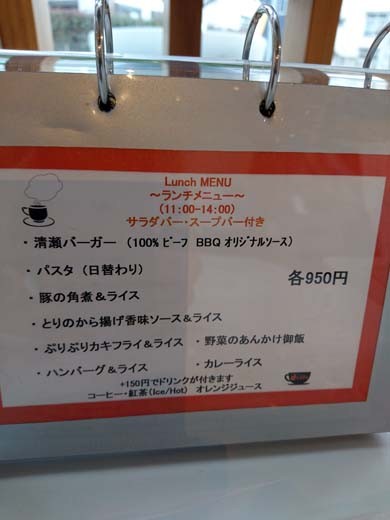 Lunch MENU
～ランチメニュー～
(11:00-14:00)
サラダバー・スープバー付き
・清瀬バーガー (100% ﾋﾞｰﾌ BBQ ｵﾘｼﾞﾅﾙソース)
・パスタ (日替わり)
各950円
・豚の角煮＆ライス
・とりのから揚げ香味ソース＆ライス
・ぷりぷりカキフライ＆ライス ・野菜のあんかけ御飯
・ハンバーグ＆ライス ・カレーライス
+150円でドリンクが付きます
コーヒー・紅茶(Ice/Hot) オレンジジュース